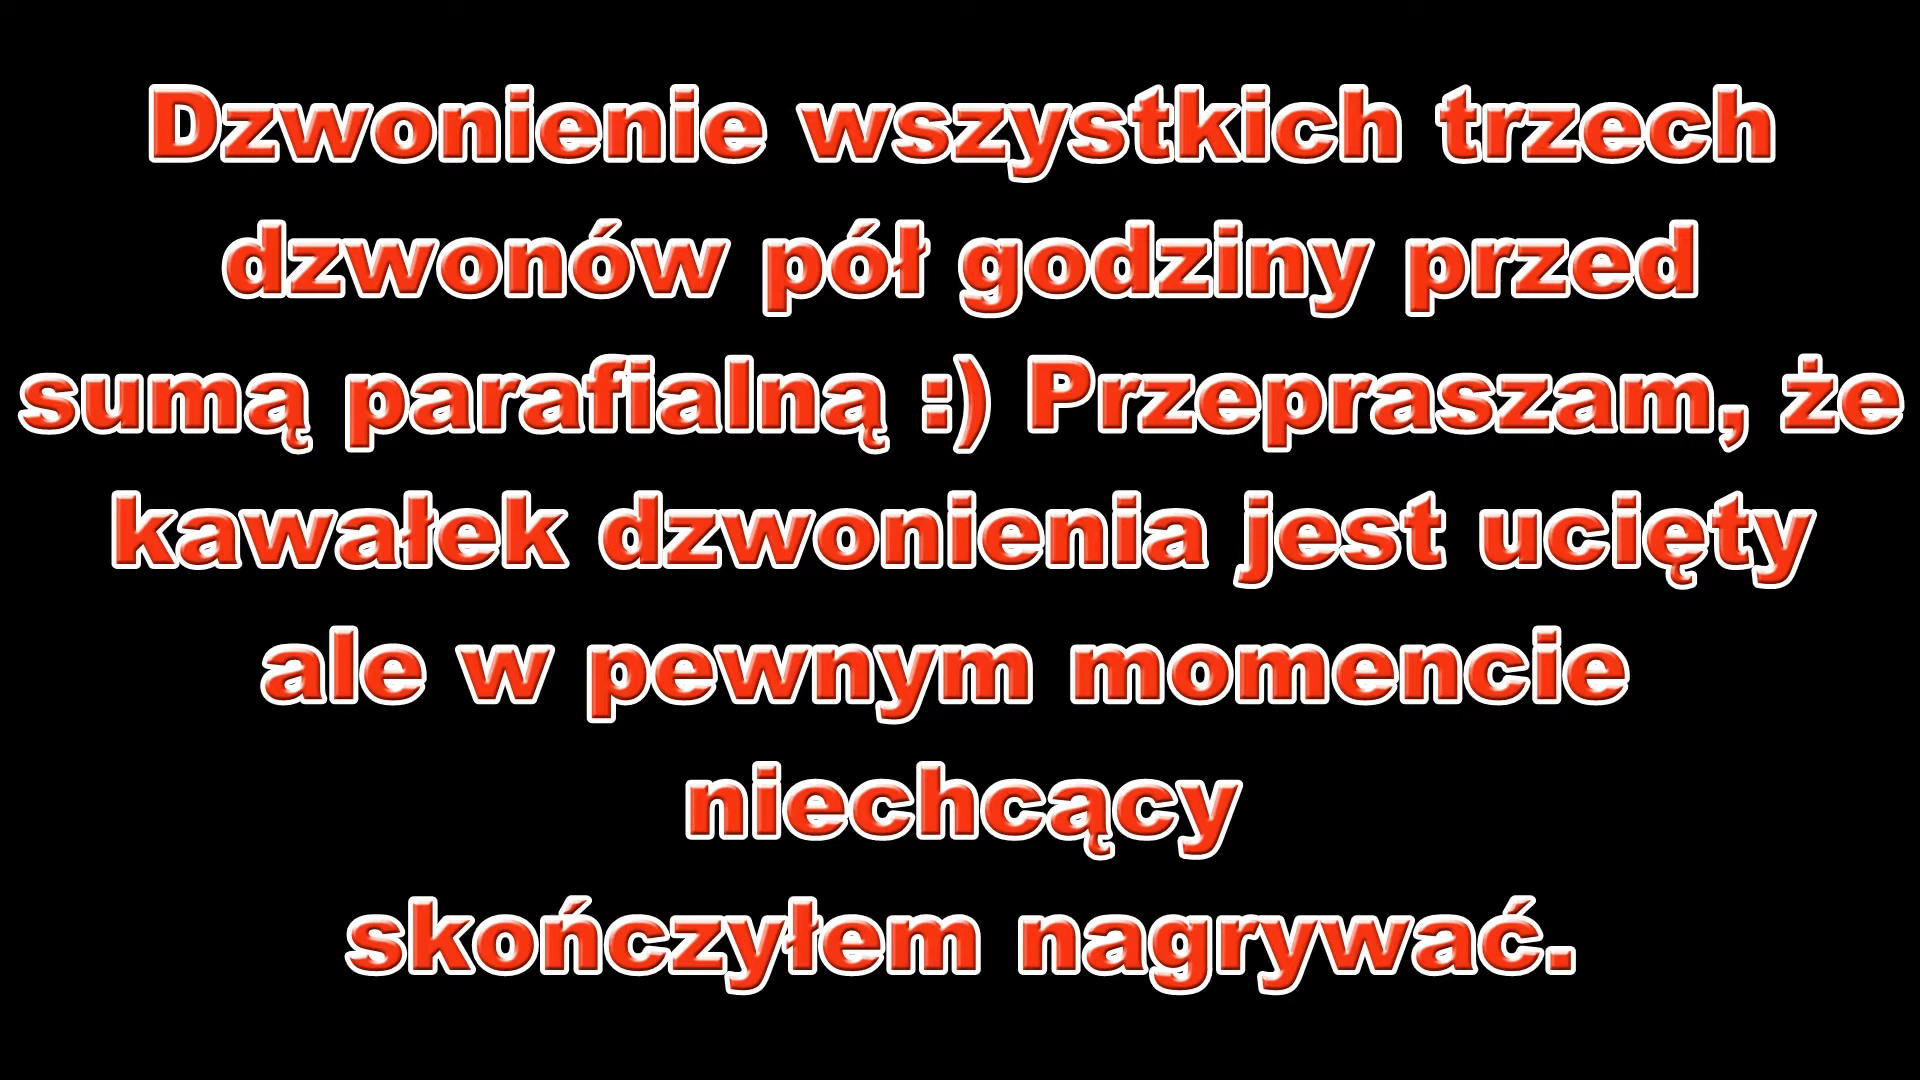 Dzwonienie wszystkich trzech
dzwonów pół godziny przed
sumą parafialną :) Przepraszam, że
kawałek dzwonienia jest ucięty
ale w pewnym momencie
niechcący
skończyłem nagrywać.